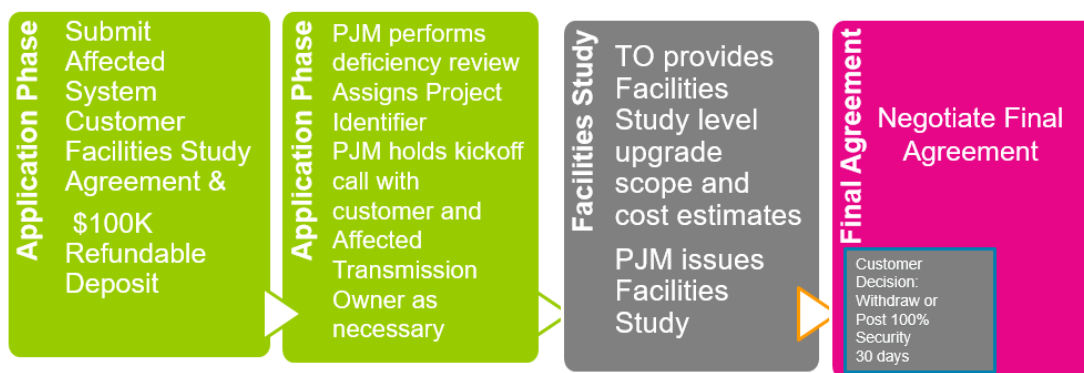 Application Phase
Submit
Affected
System
Customer
Facilities Study
Agreement &
$100K
Refundable
Deposit
Application Phase
PJM performs
deficiency review
Assigns Project
Identifier
PJM holds kickoff
call with
customer and
Affected
Transmission
Owner as
necessary
Facilities Study
TO provides
Facilities
Study level
upgrade
scope and
cost estimates
PJM issues
Facilities
Study
Final Agreement
Negotiate Final
Agreement
Customer
Decision:
Withdraw or
Post 100%
Security
30 days